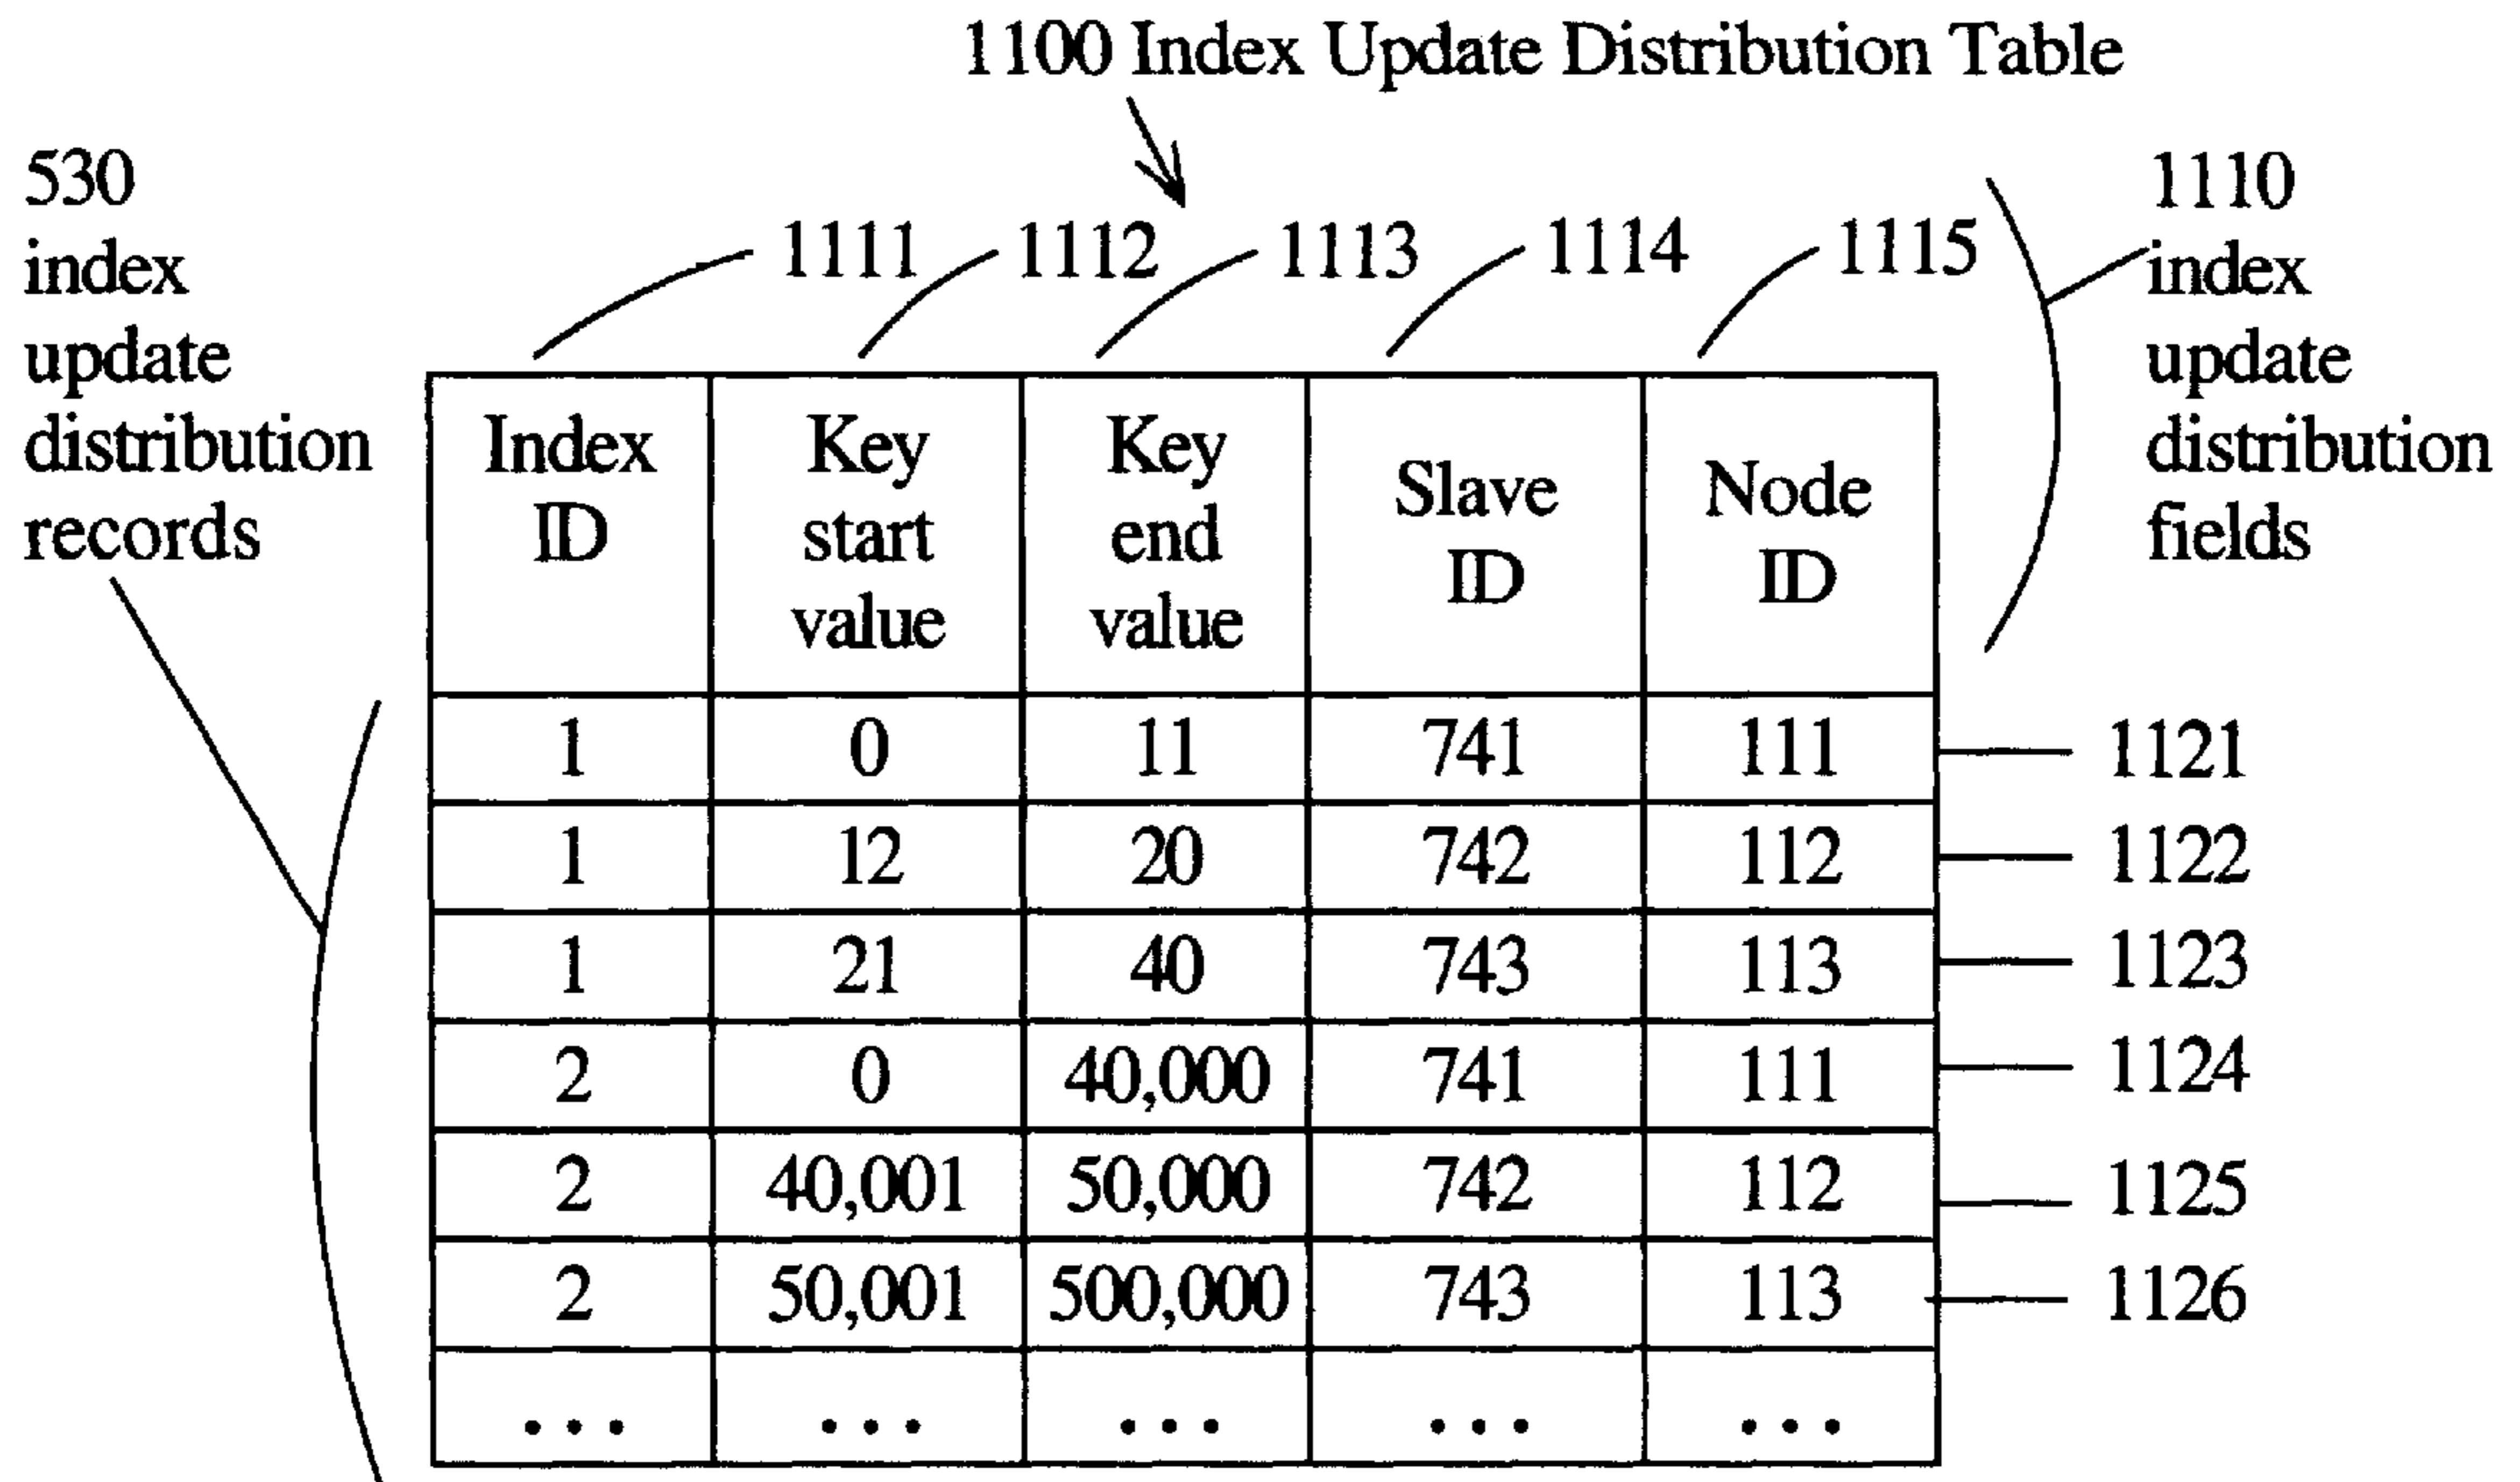 1100 Index Update Distribution Table
530
index
update
distribution
records
1111 1112 1113 1114 1115
1110
index
update
distribution
fields
Index ID Key start value Key end value Slave ID Node ID
1 0 11 741 111 1121
1 12 20 742 112 1122
1 21 40 743 113 1123
2 0 40,000 741 111 1124
2 40,001 50,000 742 112 1125
2 50,001 500,000 743 113 1126
... ... ... ... ...